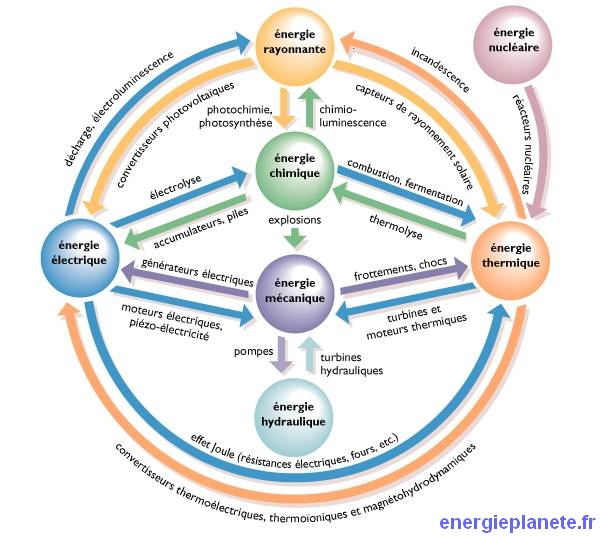 énergie
rayonnante
énergie
nucléaire
décharge, électroluminescence
convertisseurs photovoltaïques
photochimie,
photosynthèse
chimio-
luminescence
capteurs de rayonnement solaire
incandescence
réacteurs nucléaires
énergie
chimique
électrolyse
accumulateurs, piles
combustion, fermentation
thermolyse
explosions
énergie
électrique
énergie
thermique
générateurs électriques
moteurs électriques,
piézo-électricité
énergie
mécanique
frottements, chocs
turbines et
moteurs thermiques
pompes
turbines
hydrauliques
énergie
hydraulique
effet Joule (résistances électriques, fours, etc.)
convertisseurs thermoélectriques, thermoïoniques et magnétohydrodynamiques
energieplanete.fr